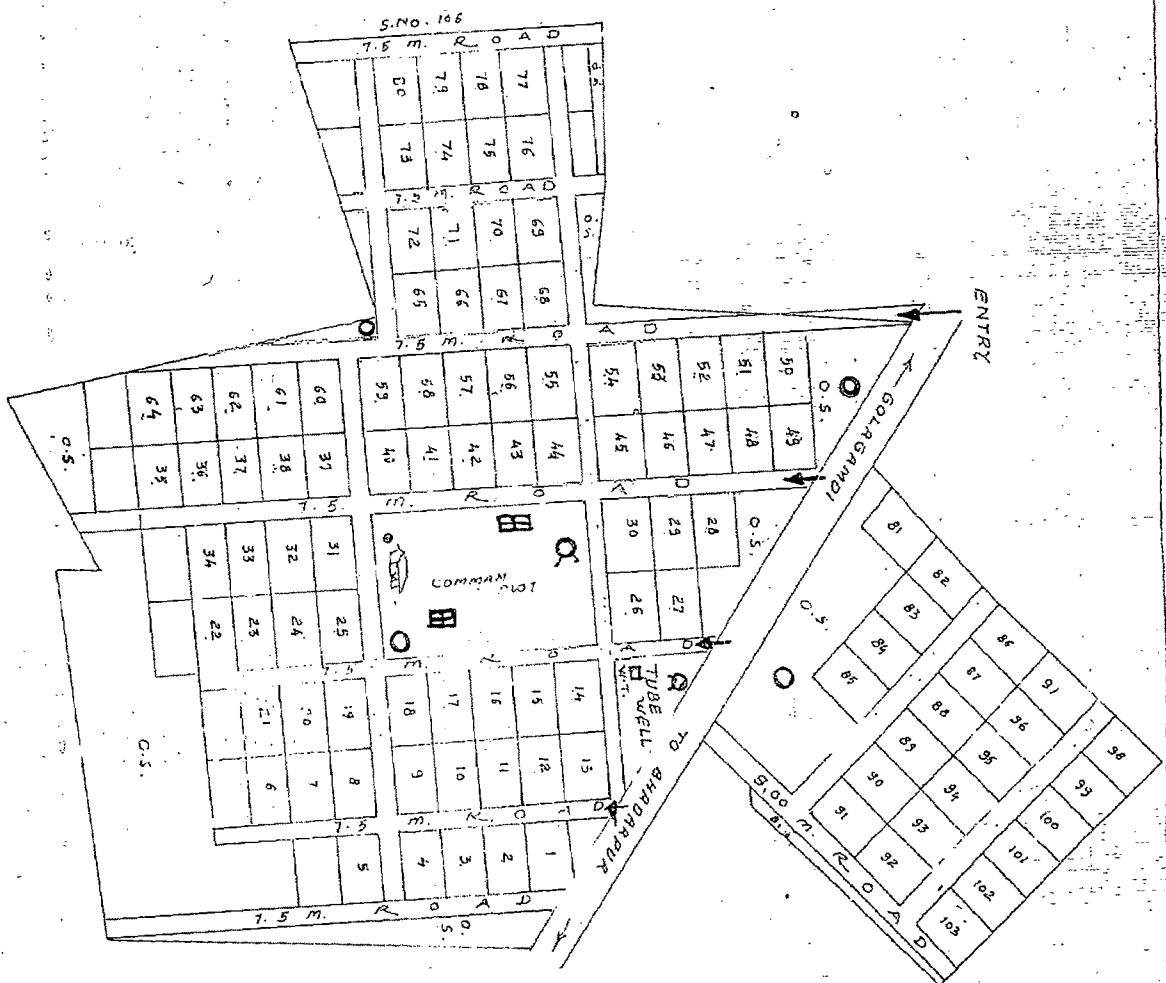 S.NO. 106
7.5 M. ROAD
80 79 78 77
73 74 75 76
7.5 M. ROAD
O.S.
72 71 70 69
65 66 67 68
ENTRY
7.5 M. ROAD
64 63 62 61 60 59 58 57 56 55 54 53 52 51 50
O.S.
O.S.
35 36 37 38 39 40 41 42 43 44 45 46 47 48 49
GOLAGAMDI
7.5 M. ROAD
34 33 32 31
30 29 28
O.S.
COMMAN PLOT
22 23 24 25
26 27
7.5 M. ROAD
TUBE WELL
TO
BHADARPUR
21 20 19 18 17 16 15 14
6 7 8 9 10 11 12 13
O.S.
7.5 M. ROAD
5 4 3 2 1
7.5 M. ROAD
O.S.
81 82
83 84 85
O.S.
86 87 88 89 90 91
91 96 95 94 93 92
98 99 100 101 102 103
9.00 M. ROAD